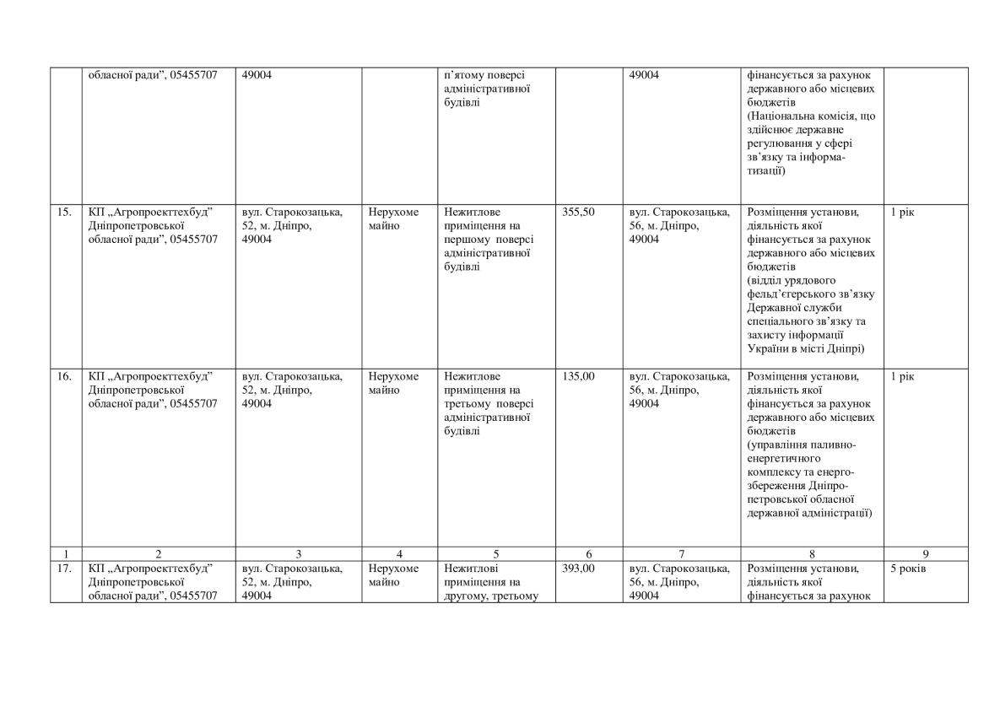 обласної ради”, 05455707
49004
п’ятому поверсі
адміністративної
будівлі
49004
фінансується за рахунок
державного або місцевих
бюджетів
(Національна комісія, що
здійснює державне
регулювання у сфері
зв’язку та інформа-
тизації)
15.
КП „Агропроекттехбуд”
Дніпропетровської
обласної ради”, 05455707
вул. Старокозацька,
52, м. Дніпро,
49004
Нерухоме
майно
Нежитлове
приміщення на
першому поверсі
адміністративної
будівлі
355,50
вул. Старокозацька,
56, м. Дніпро,
49004
Розміщення установи,
діяльність якої
фінансується за рахунок
державного або місцевих
бюджетів
(відділ урядового
фельд’єгерського зв’язку
Державної служби
спеціального зв’язку та
захисту інформації
України в місті Дніпрі)
1 рік
16.
КП „Агропроекттехбуд”
Дніпропетровської
обласної ради”, 05455707
вул. Старокозацька,
52, м. Дніпро,
49004
Нерухоме
майно
Нежитлове
приміщення на
третьому поверсі
адміністративної
будівлі
135,00
вул. Старокозацька,
56, м. Дніпро,
49004
Розміщення установи,
діяльність якої
фінансується за рахунок
державного або місцевих
бюджетів
(управління паливно-
енергетичного
комплексу та енерго-
збереження Дніпро-
петровської обласної
державної адміністрації)
1 рік
1 2 3 4 5 6 7 8 9
17.
КП „Агропроекттехбуд”
Дніпропетровської
обласної ради”, 05455707
вул. Старокозацька,
52, м. Дніпро,
49004
Нерухоме
майно
Нежитлові
приміщення на
другому, третьому
393,00
вул. Старокозацька,
56, м. Дніпро,
49004
Розміщення установи,
діяльність якої
фінансується за рахунок
5 років